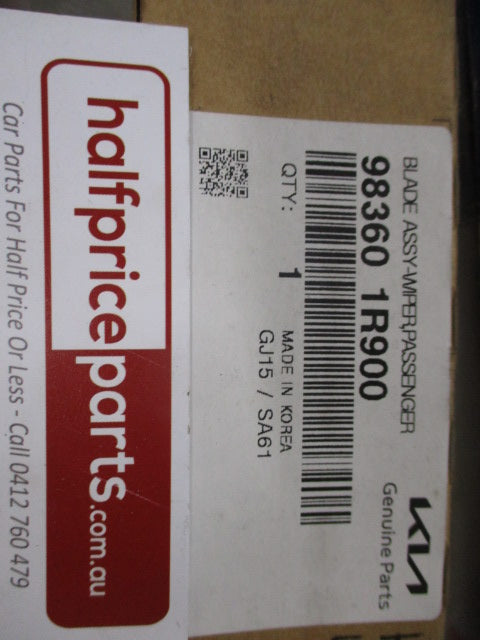 BLADE ASSY-WIPER,PASSENGER
98360 1R900
QTY: 1 MADE IN KOREA
GJ15 / SA61
KIA
Genuine Parts
halfpriceparts.com.au
Car Parts For Half Price Or Less - Call 0412 760 479